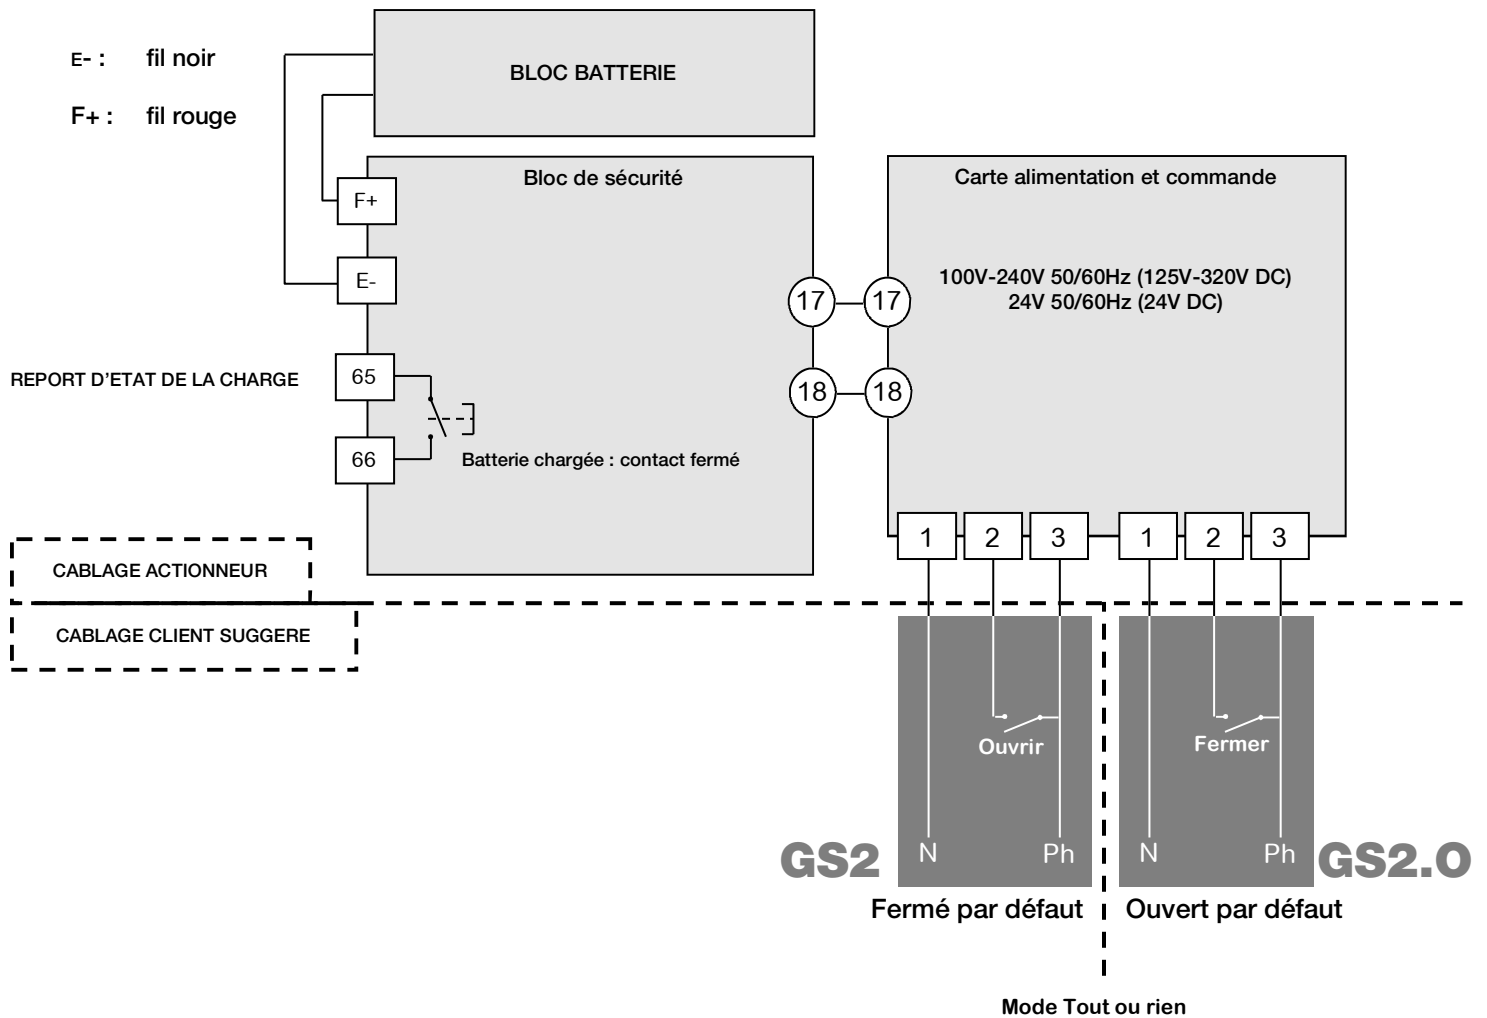 E- : fil noir
F+ : fil rouge
BLOC BATTERIE
Bloc de sécurité
F+
E-
REPORT D'ETAT DE LA CHARGE
65
66
Batterie chargée : contact fermé
17
17
18
18
Carte alimentation et commande
100V-240V 50/60Hz (125V-320V DC)
24V 50/60Hz (24V DC)
1 2 3 1 2 3
CABLAGE ACTIONNEUR
CABLAGE CLIENT SUGGERE
Ouvrir
Fermer
GS2 N Ph
N Ph GS2.O
Fermé par défaut
Ouvert par défaut
Mode Tout ou rien